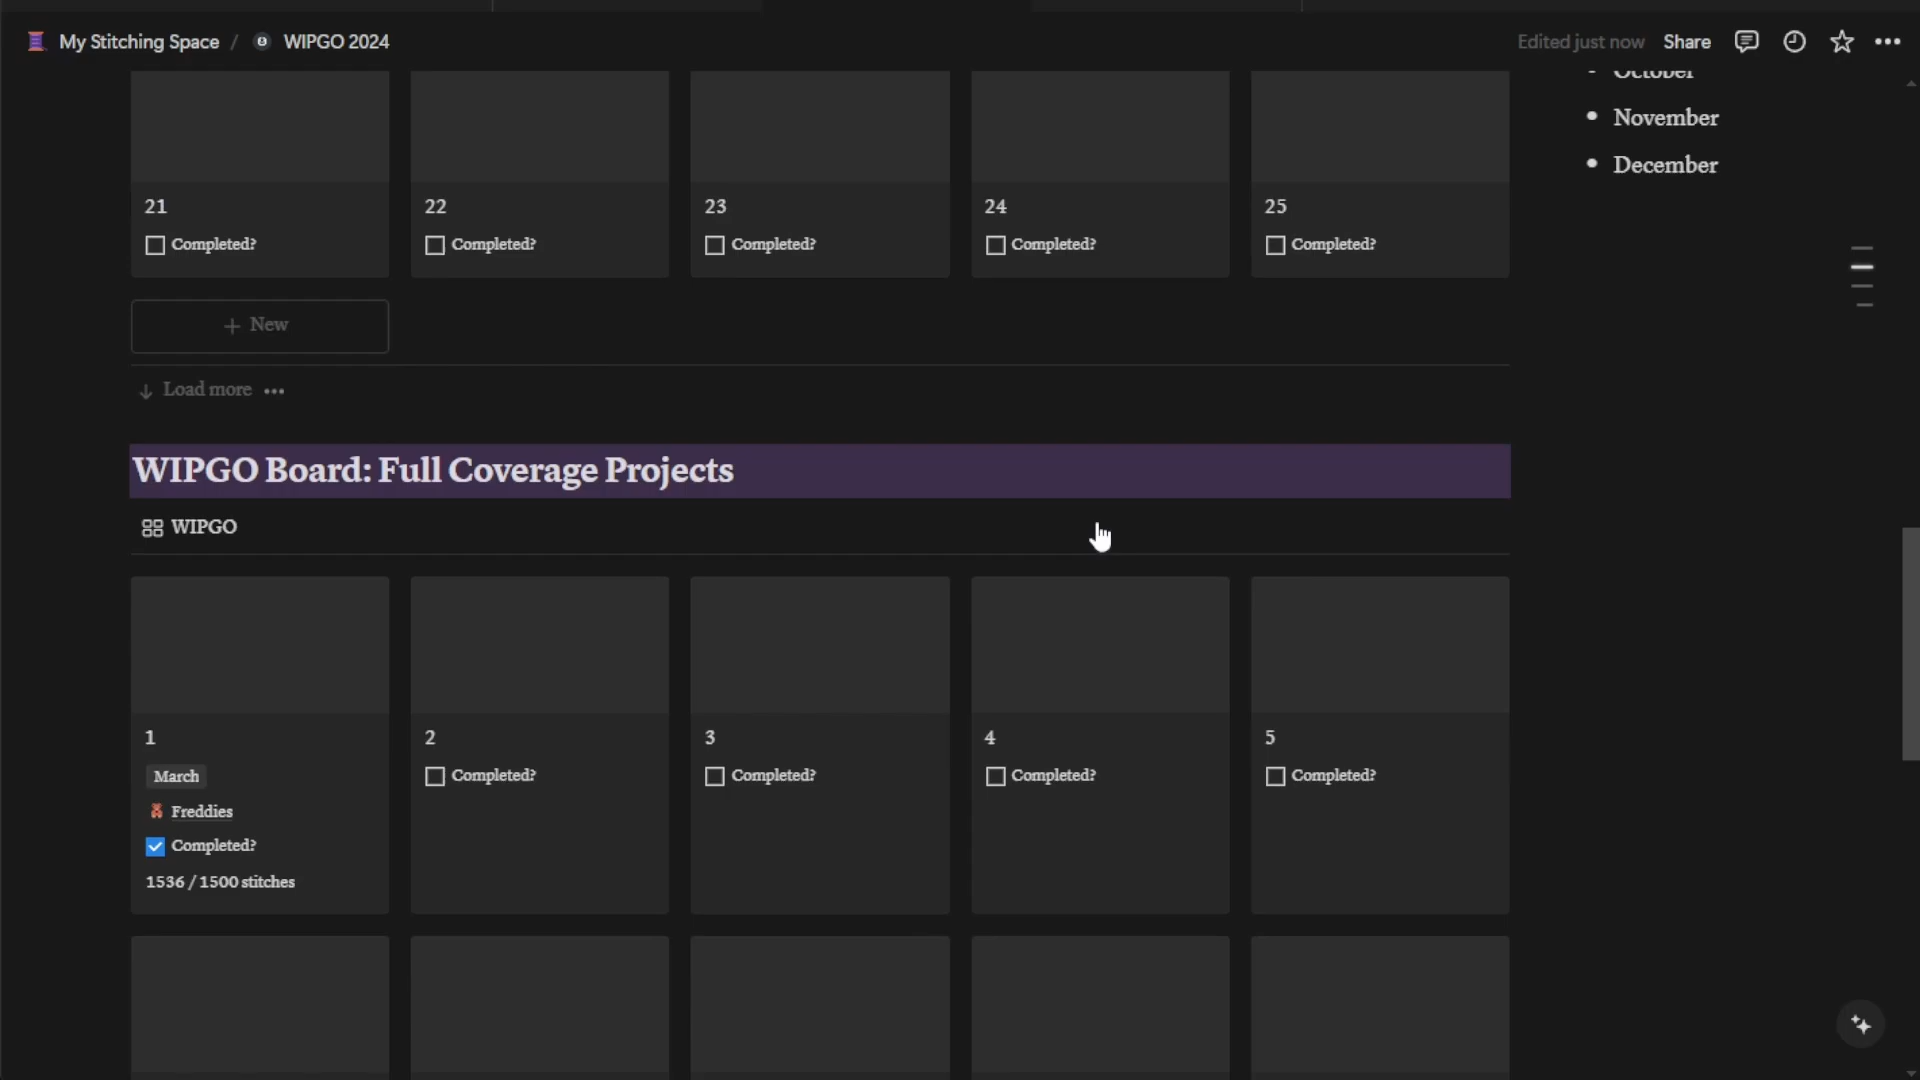 My Stitching Space / WIPGO 2024
Edited just now Share
October
November
December
21 22 23 24 25
Completed? Completed? Completed? Completed? Completed?
+ New
Load more
WIPGO Board: Full Coverage Projects
WIPGO
1 2 3 4 5
March Completed? Completed? Completed? Completed?
Freddies
Completed?
1536 / 1500 stitches